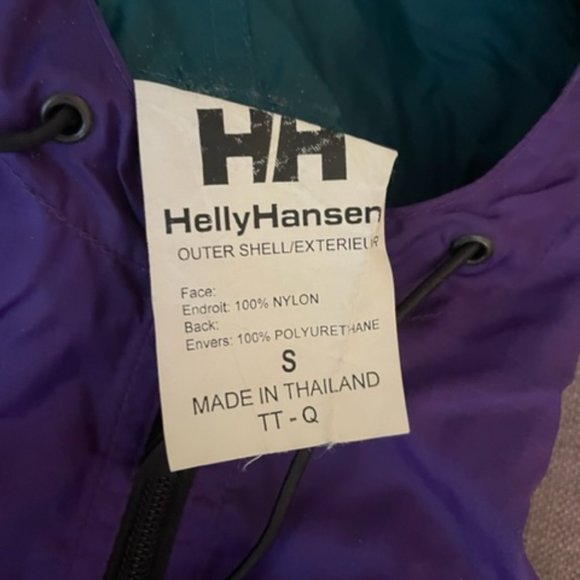 HH
HellyHansen
OUTER SHELL/EXTERIEUR
Face:
Endroit: 100% NYLON
Back:
Envers: 100% POLYURETHANE
S
MADE IN THAILAND
TT - Q